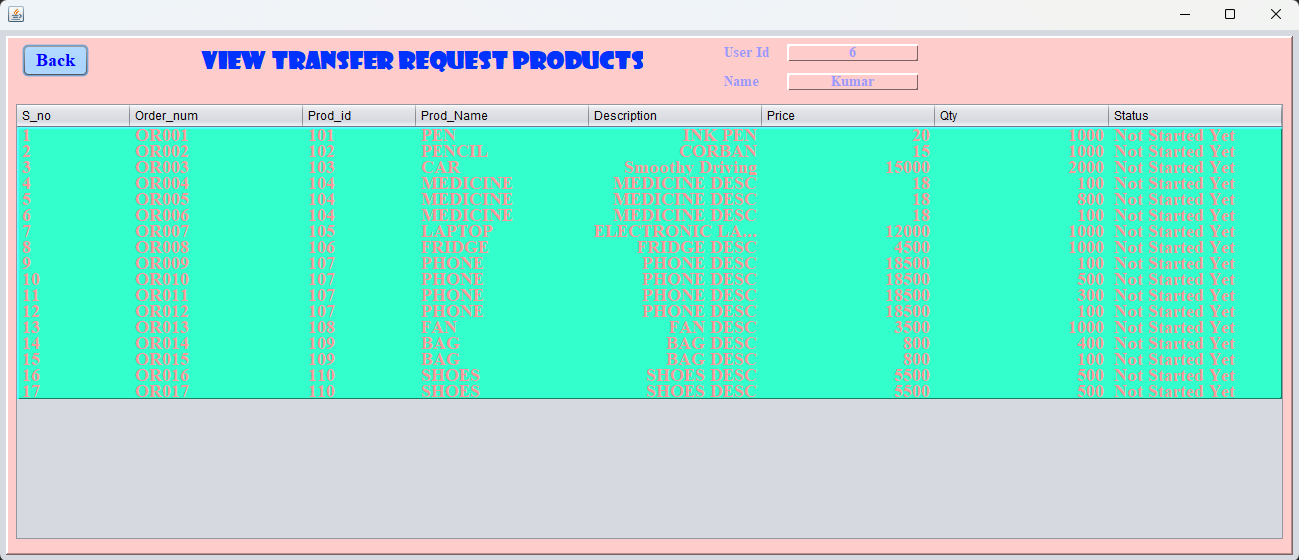 Back VIEW TRANSFER REQUEST PRODUCTS User Id 6
Name Kumar
S_no Order_num Prod_id Prod_Name Description Price Qty Status
1 OR001 101 PEN INK PEN 20 1000 Not Started Yet
2 OR002 102 PENCIL CORBAN 15 1000 Not Started Yet
3 OR003 103 CAR Smoothy Driving 15000 2000 Not Started Yet
4 OR004 104 MEDICINE MEDICINE DESC 18 100 Not Started Yet
5 OR005 104 MEDICINE MEDICINE DESC 18 800 Not Started Yet
6 OR006 104 MEDICINE MEDICINE DESC 18 100 Not Started Yet
7 OR007 105 LAPTOP ELECTRONIC LA... 12000 1000 Not Started Yet
8 OR008 106 FRIDGE FRIDGE DESC 4500 1000 Not Started Yet
9 OR009 107 PHONE PHONE DESC 18500 100 Not Started Yet
10 OR010 107 PHONE PHONE DESC 18500 500 Not Started Yet
11 OR011 107 PHONE PHONE DESC 18500 300 Not Started Yet
12 OR012 107 PHONE PHONE DESC 18500 100 Not Started Yet
13 OR013 108 FAN FAN DESC 3500 1000 Not Started Yet
14 OR014 109 BAG BAG DESC 800 400 Not Started Yet
15 OR015 109 BAG BAG DESC 800 100 Not Started Yet
16 OR016 110 SHOES SHOES DESC 5500 500 Not Started Yet
17 OR017 110 SHOES SHOES DESC 5500 500 Not Started Yet